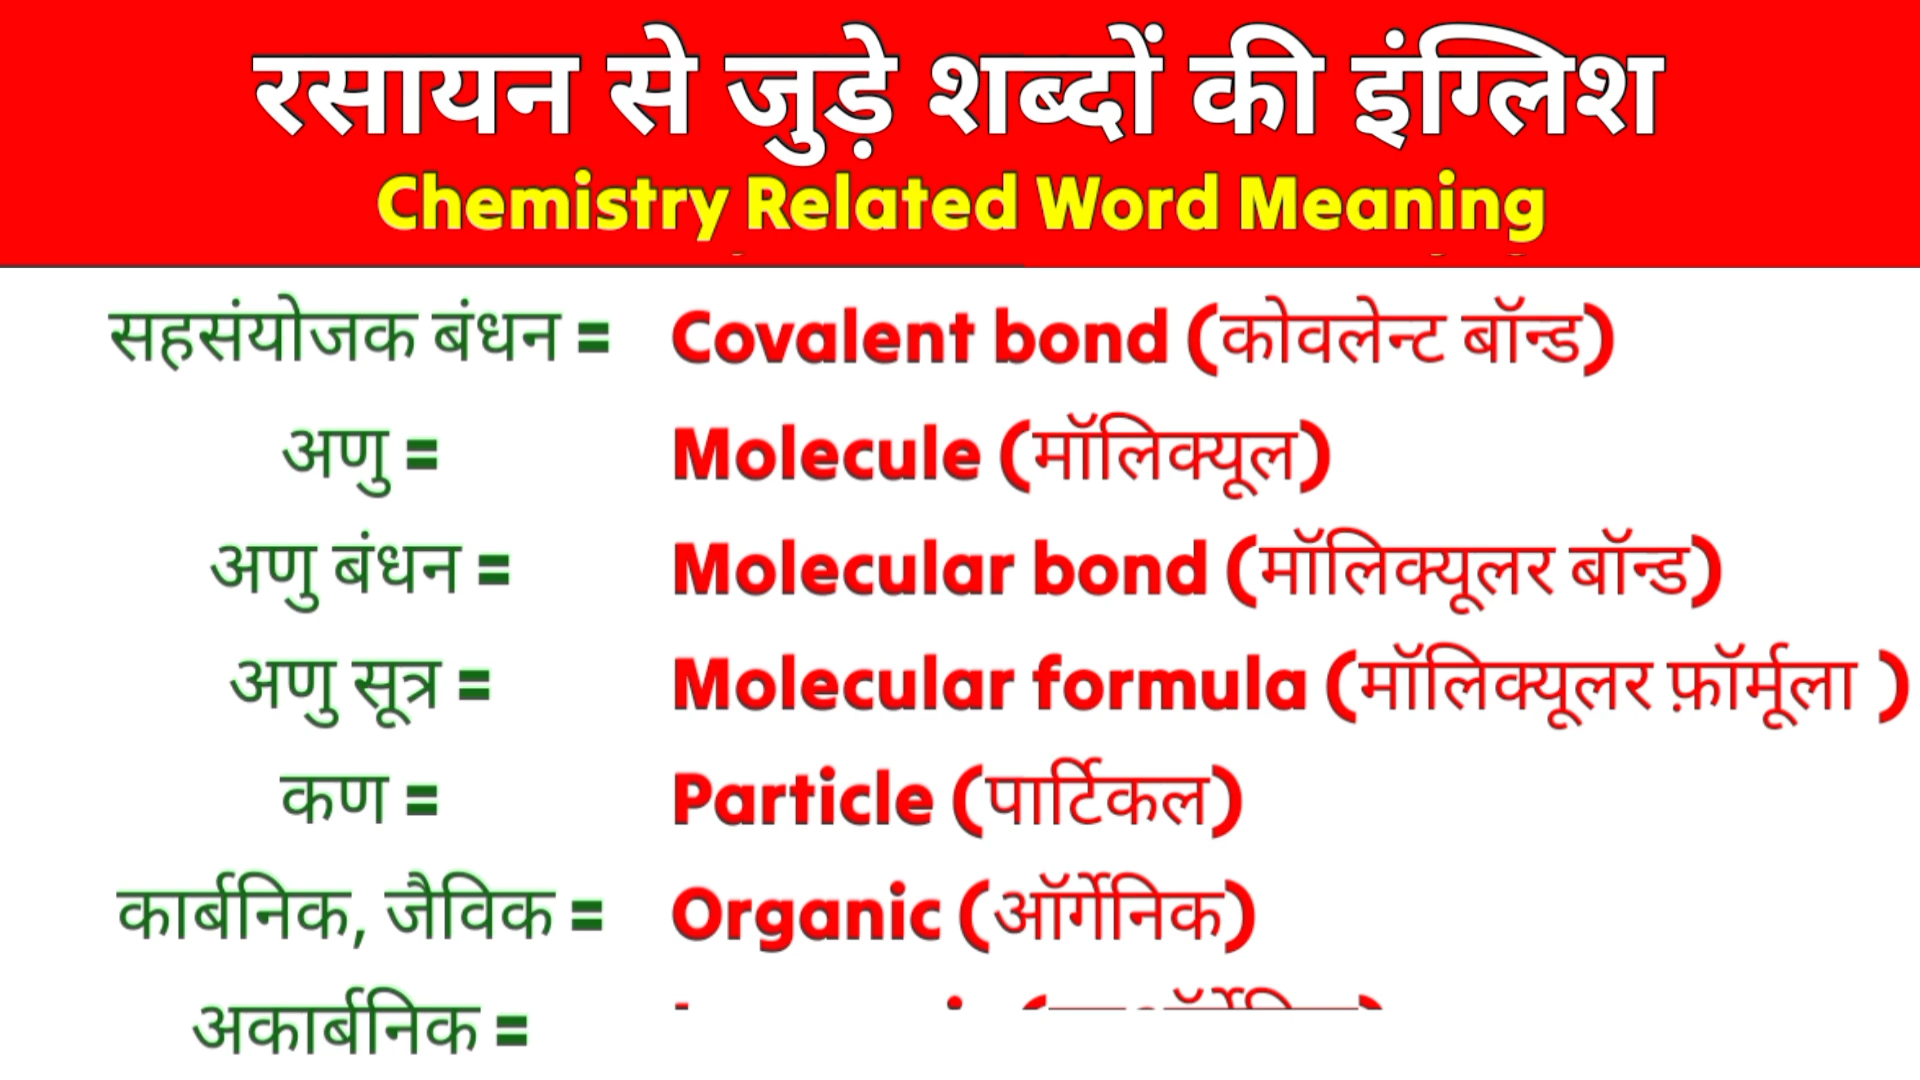 रसायन से जुड़े शब्दों की इंग्लिश
Chemistry Related Word Meaning
सहसंयोजक बंधन = Covalent bond (कोवलेन्ट बॉन्ड)
अणु = Molecule (मॉलिक्यूल)
अणु बंधन = Molecular bond (मॉलिक्यूलर बॉन्ड)
अणु सूत्र = Molecular formula (मॉलिक्यूलर फ़ॉर्मूला )
कण = Particle (पार्टिकल)
कार्बनिक, जैविक = Organic (ऑर्गेनिक)
अकार्बनिक =